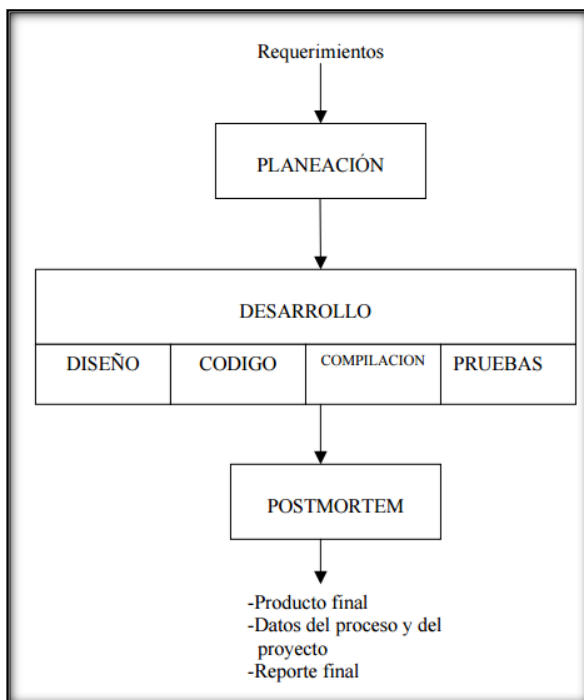 Requerimientos
PLANEACIÓN
DESARROLLO
DISEÑO CODIGO COMPILACION PRUEBAS
POSTMORTEM
-Producto final
-Datos del proceso y del
proyecto
-Reporte final